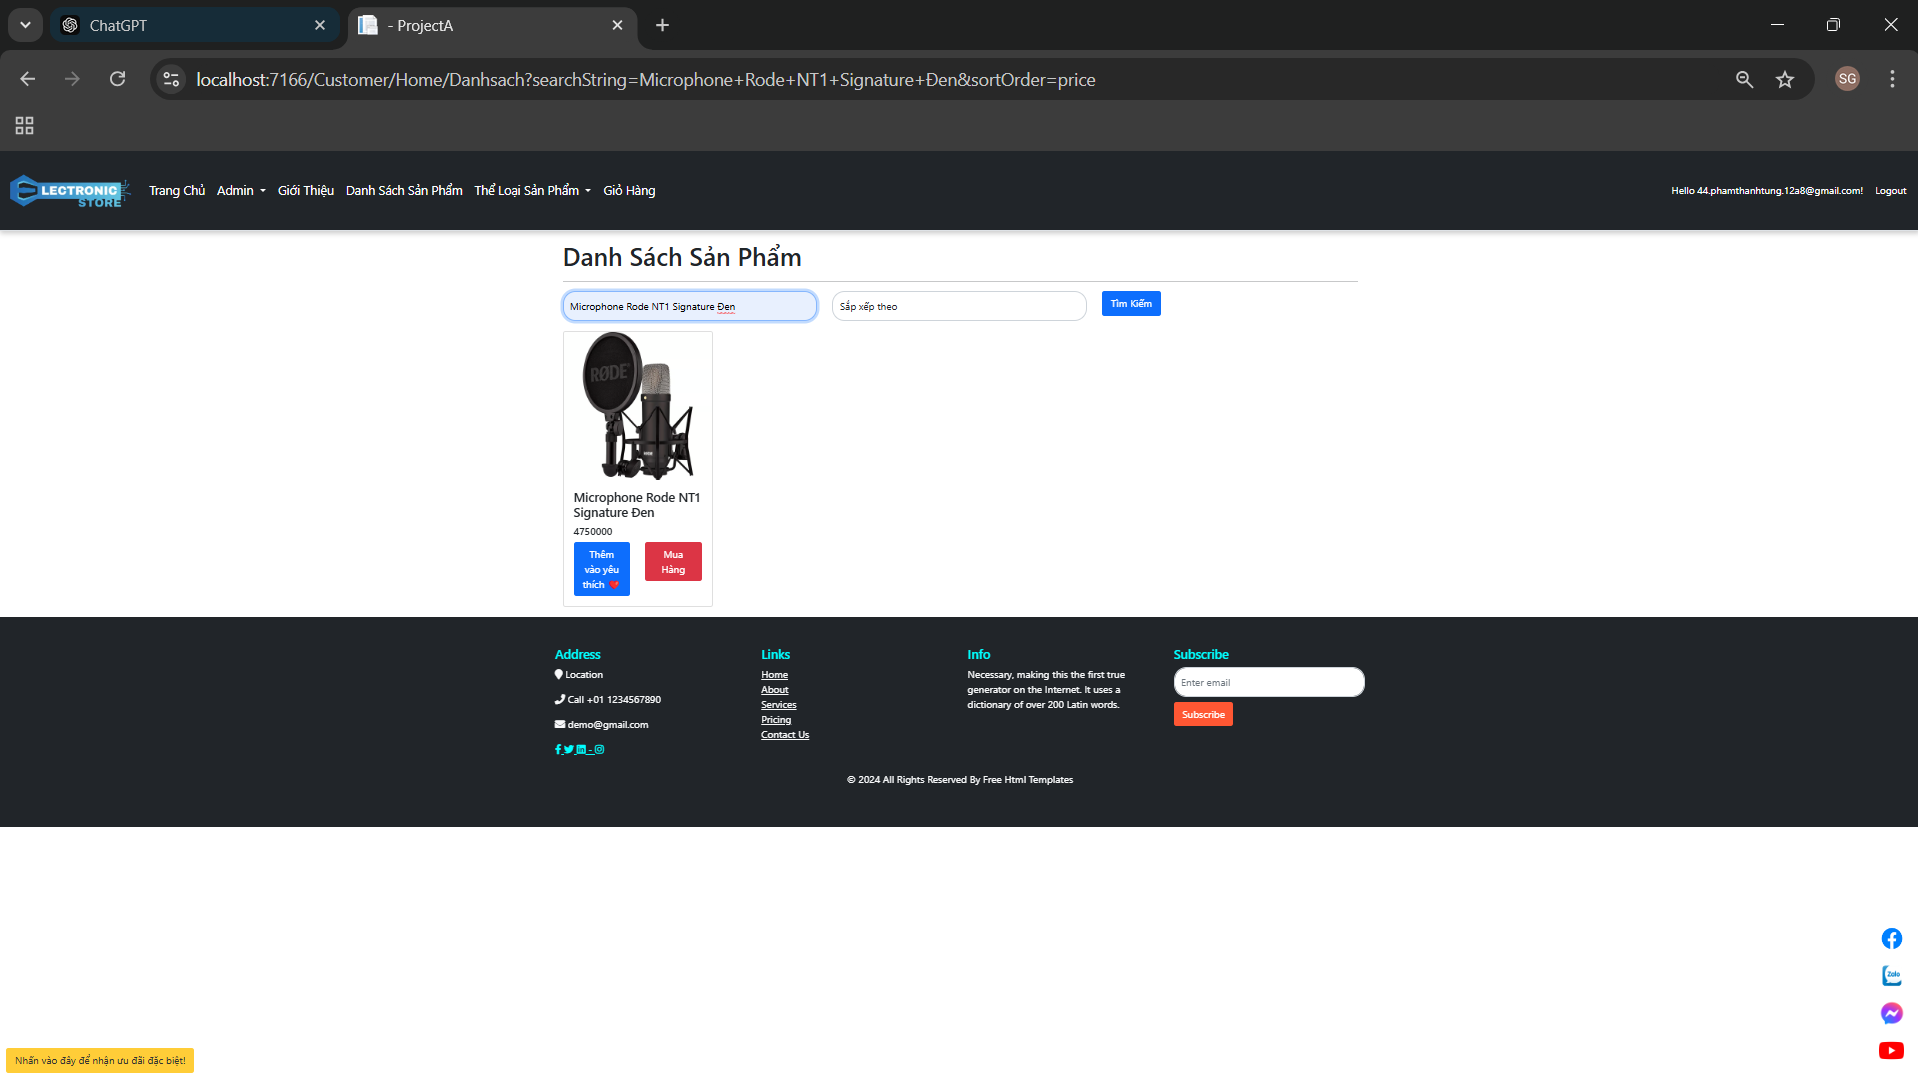 ChatGPT
- ProjectA
localhost:7166/Customer/Home/Danhsach?searchString=Microphone+Rode+NT1+Signature+Đen&sortOrder=price
SG
ELECTRONIC
STORE
Trang Chủ Admin Giới Thiệu Danh Sách Sản Phẩm Thể Loại Sản Phẩm Giỏ Hàng
Hello 44.phamthanhtung.12a8@gmail.com! Logout
Danh Sách Sản Phẩm
Microphone Rode NT1 Signature Đen
Sắp xếp theo
Tìm Kiếm
RØDE
Microphone Rode NT1
Signature Đen
4750000
Thêm
vào yêu
thích ❤️
Mua
Hàng
Address
Location
Call +01 1234567890
demo@gmail.com
Links
Home
About
Services
Pricing
Contact Us
Info
Necessary, making this the first true
generator on the Internet. It uses a
dictionary of over 200 Latin words.
Subscribe
Enter email
Subscribe
© 2024 All Rights Reserved By Free Html Templates
Zalo
Nhấn vào đây để nhận ưu đãi đặc biệt!